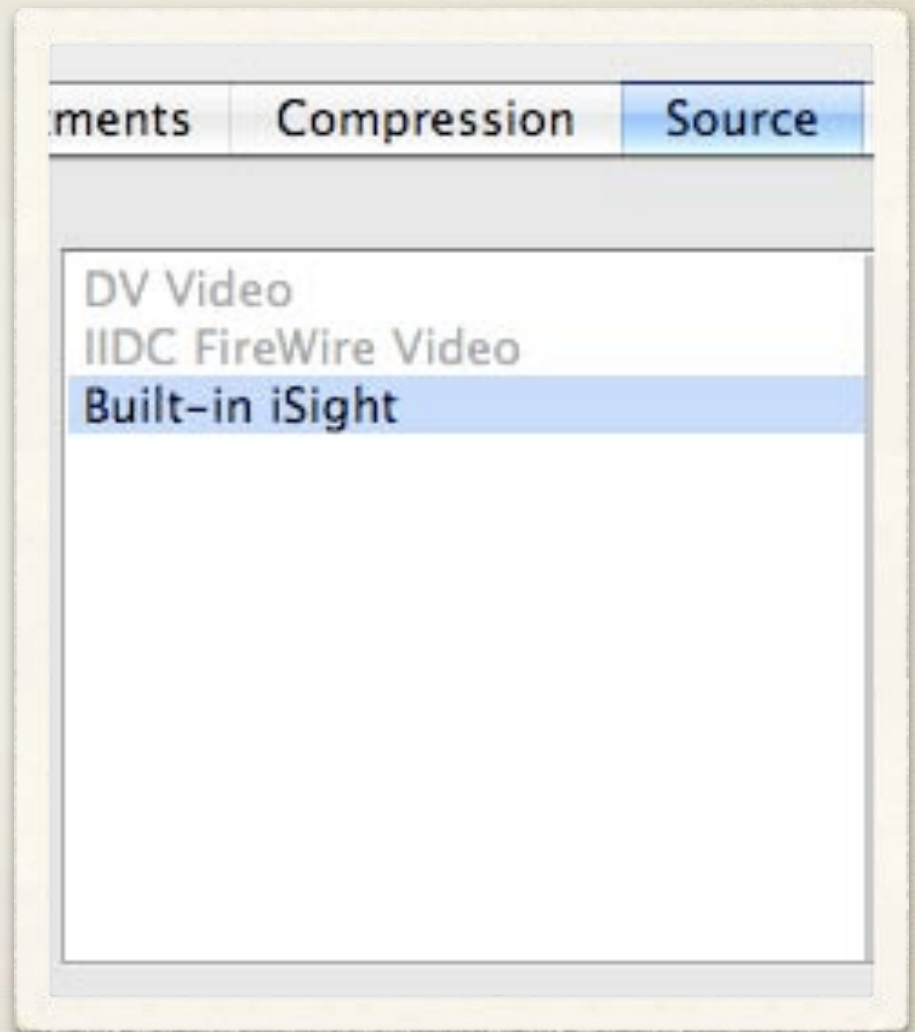 ments Compression Source
DV Video
IIDC FireWire Video
Built-in iSight